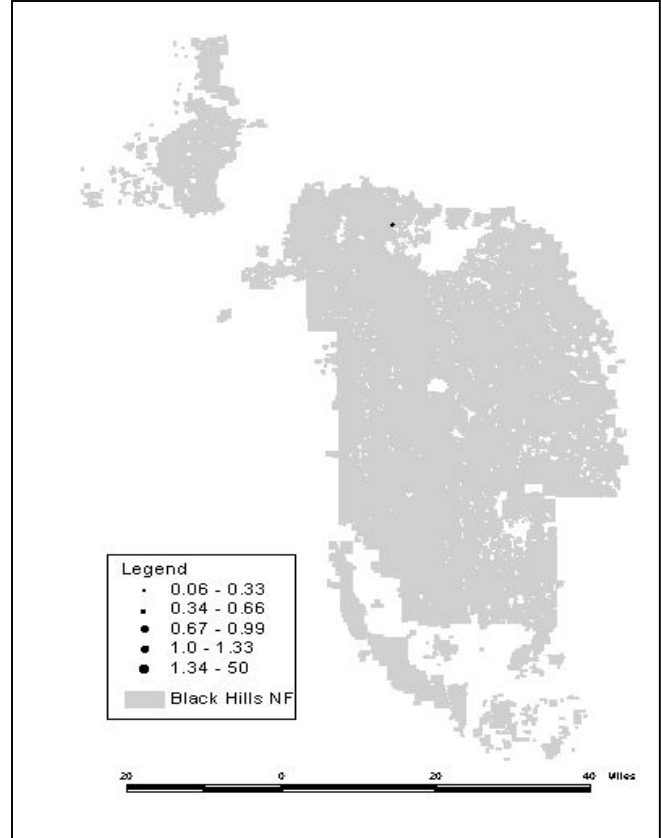 Legend
0.06 - 0.33
0.34 - 0.66
0.67 - 0.99
1.0 - 1.33
1.34 - 50
Black Hills NF
20 0 20 40 Miles